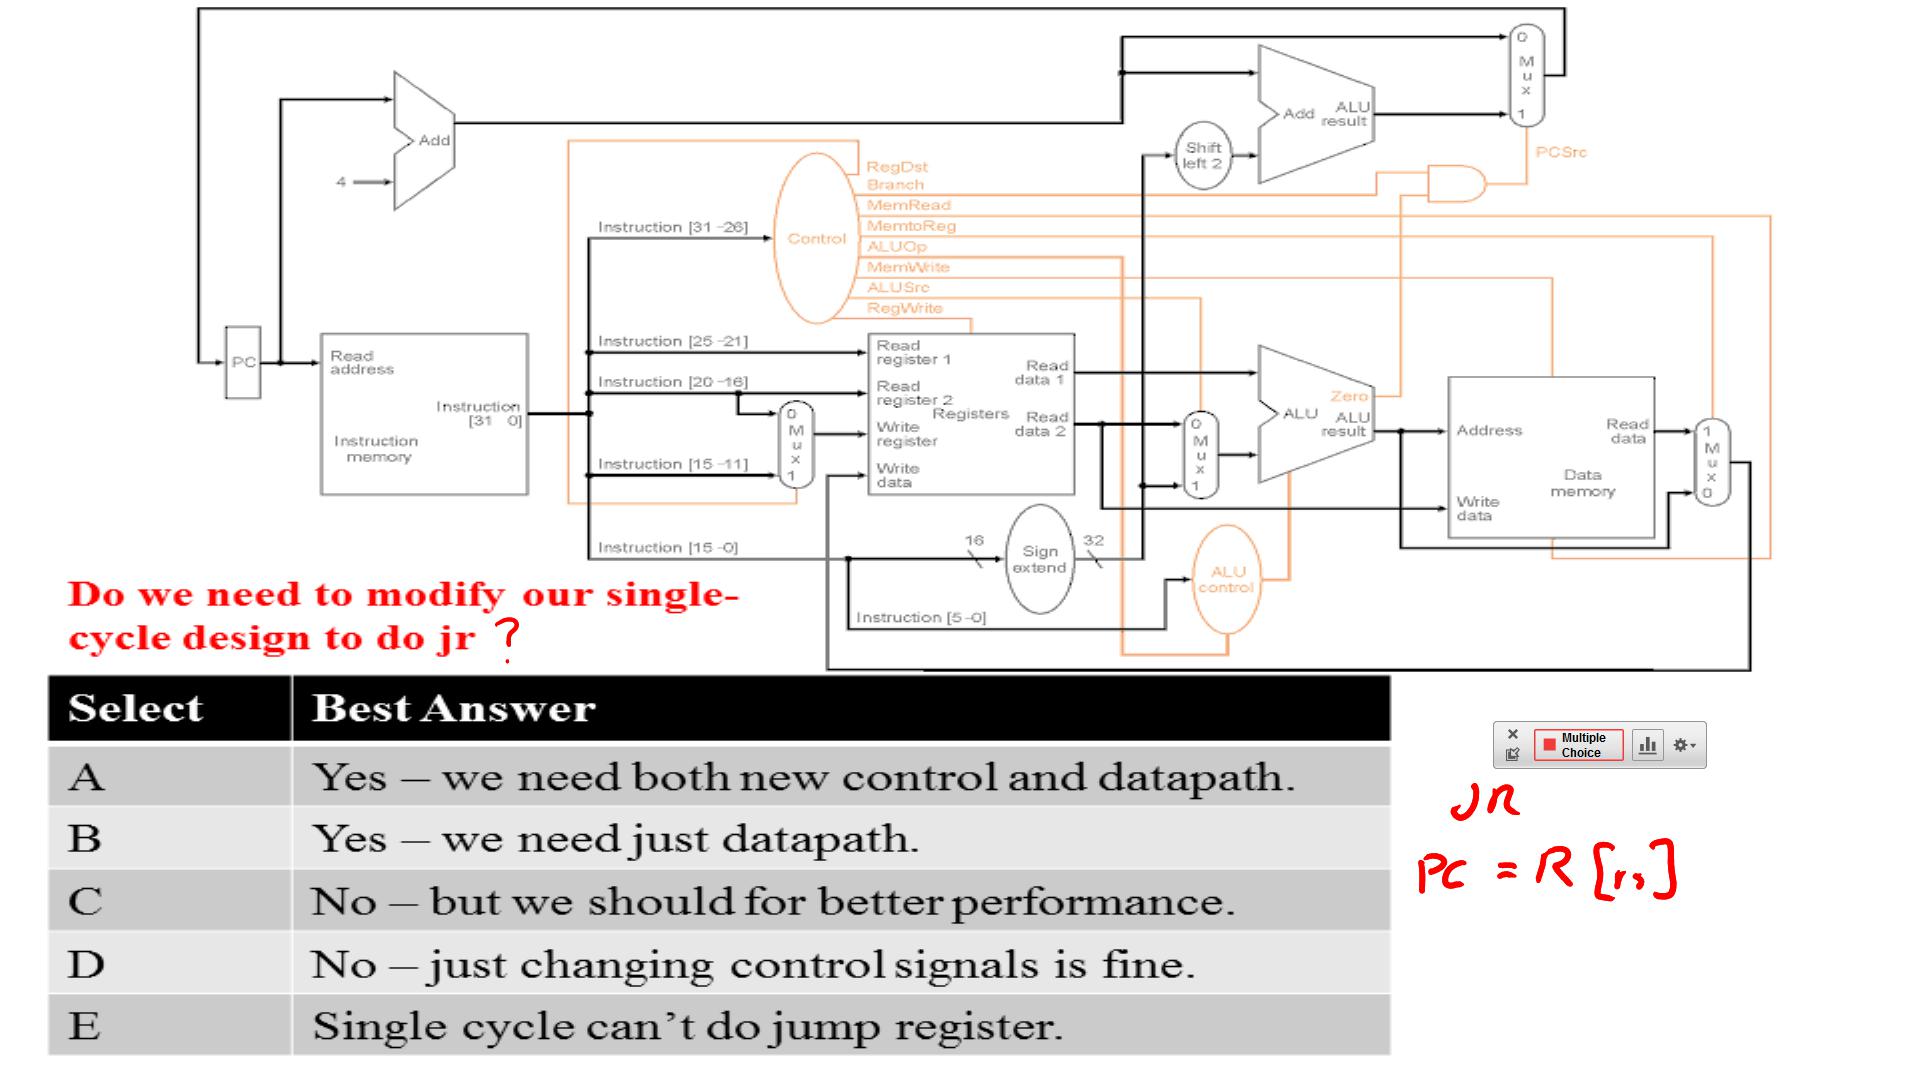 0
M
u
x
1
Add
ALU
result
Add
4
Shift
left 2
PCSrc
RegDst
Branch
MemRead
MemtoReg
ALUOp
MemWrite
ALUSrc
RegWrite
Control
Instruction [31-26]
Instruction [25-21]
Instruction [20-16]
Instruction [15-11]
Instruction [15-0]
Instruction [5-0]
PC
Read
address
Instruction
[31 0]
Instruction
memory
0
M
u
x
1
Read
register 1
Read
register 2
Write
register
Write
data
Registers
Read
data 1
Read
data 2
0
M
u
x
1
Zero
ALU
ALU
result
Address
Write
data
Read
data
Data
memory
1
M
u
x
0
16
Sign
extend
32
ALU
control
Do we need to modify our single-
cycle design to do jr ?
Select Best Answer
A Yes – we need both new control and datapath.
B Yes – we need just datapath.
C No – but we should for better performance.
D No – just changing control signals is fine.
E Single cycle can’t do jump register.
Multiple
Choice
JR
PC = R[rs]